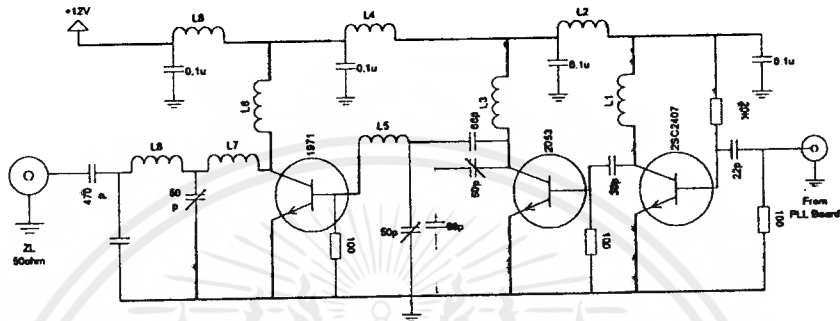 +12V
L8
0.1u
L4
0.1u
L2
0.1u
0.1u
L6
L3
L1
20K
L8
L7
L5
1971
2053
2SC2407
68p
50p
39p
22p
470
p
50
p
50p
68p
100
100
100
ZL
50ohm
From
PLL Board